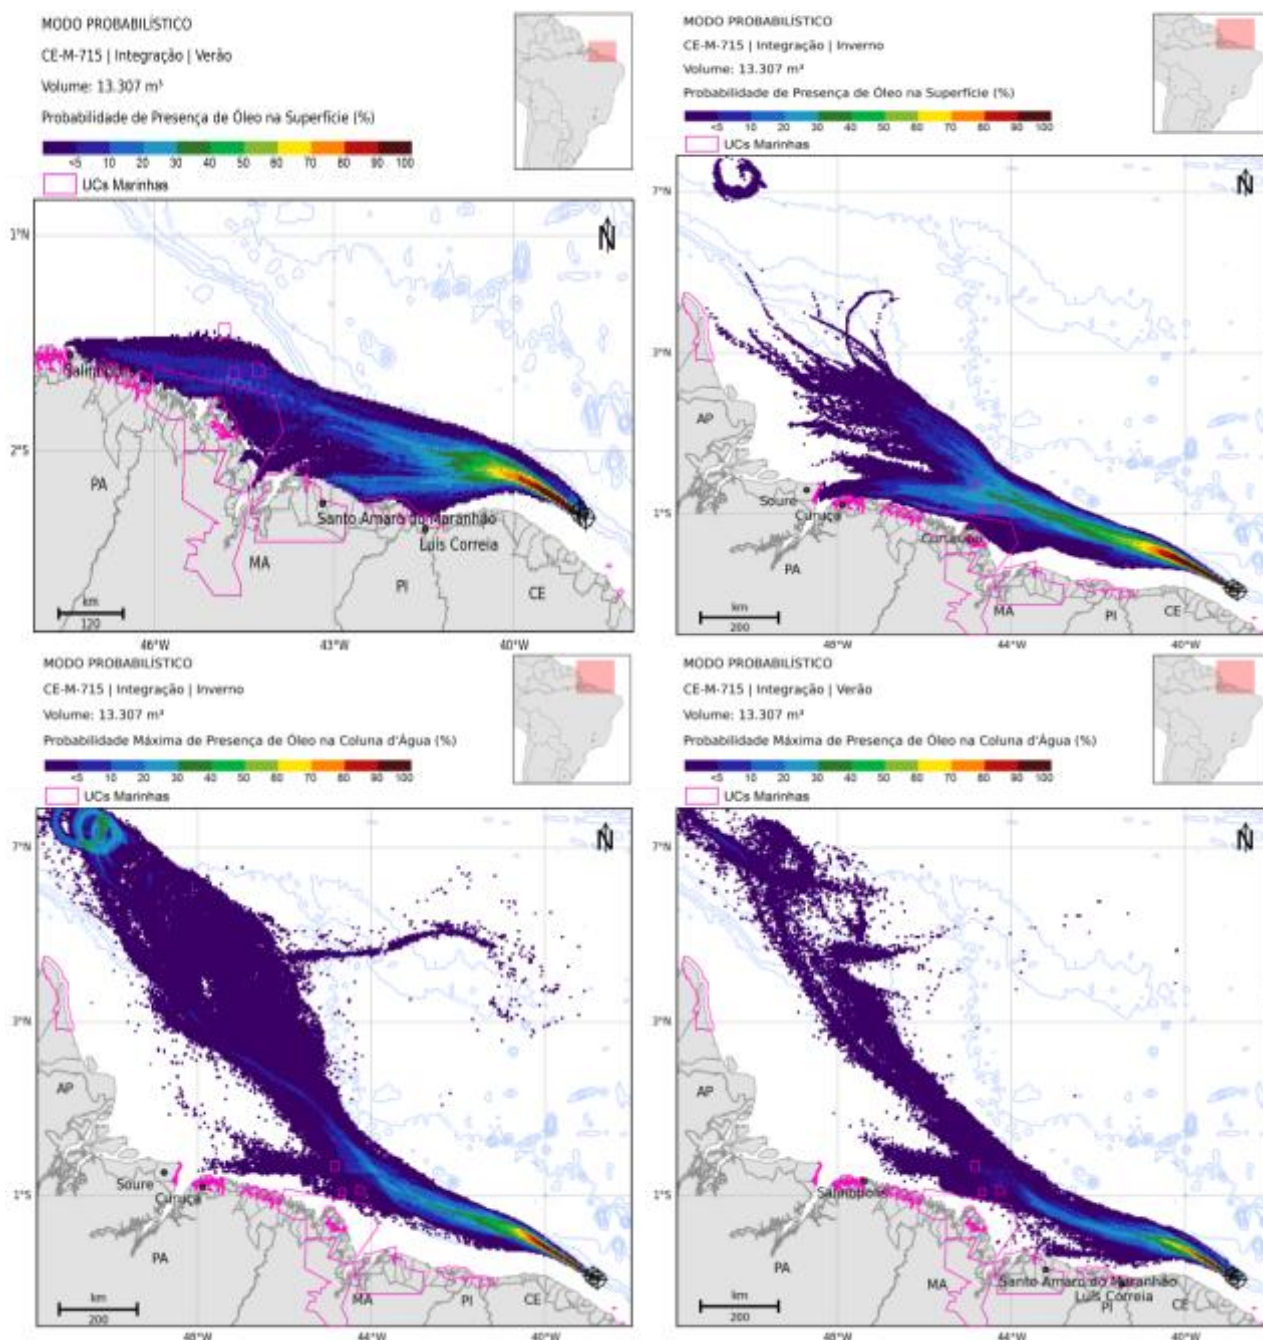 MODO PROBABILÍSTICO
CE-M-715 | Integração | Verão
Volume: 13.307 m³
Probabilidade de Presença de Óleo na Superfície (%)
<5 10 20 30 40 50 60 70 80 90 100
UCs Marinhas
1°N
2°S
N
Salinópolis
PA
Santo Amaro do Maranhão
Luís Correia
MA
PI
CE
km
120
46°W 43°W 40°W
MODO PROBABILÍSTICO
CE-M-715 | Integração | Inverno
Volume: 13.307 m³
Probabilidade de Presença de Óleo na Superfície (%)
<5 10 20 30 40 50 60 70 80 90 100
UCs Marinhas
7°N
N
3°N
AP
Soure
Curuçá
1°S
PA
MA
PI
CE
km
200
48°W 44°W 40°W
MODO PROBABILÍSTICO
CE-M-715 | Integração | Inverno
Volume: 13.307 m³
Probabilidade Máxima de Presença de Óleo na Coluna d'Água (%)
<5 10 20 30 40 50 60 70 80 90 100
UCs Marinhas
7°N
N
3°N
AP
Soure
Curuçá
1°S
PA
MA
PI
CE
km
200
48°W 44°W 40°W
MODO PROBABILÍSTICO
CE-M-715 | Integração | Verão
Volume: 13.307 m³
Probabilidade Máxima de Presença de Óleo na Coluna d'Água (%)
<5 10 20 30 40 50 60 70 80 90 100
UCs Marinhas
7°N
N
3°N
AP
Salinópolis
1°S
PA
MA
Santo Amaro do Maranhão
Luís Correia
PI
CE
km
200
48°W 44°W 40°W